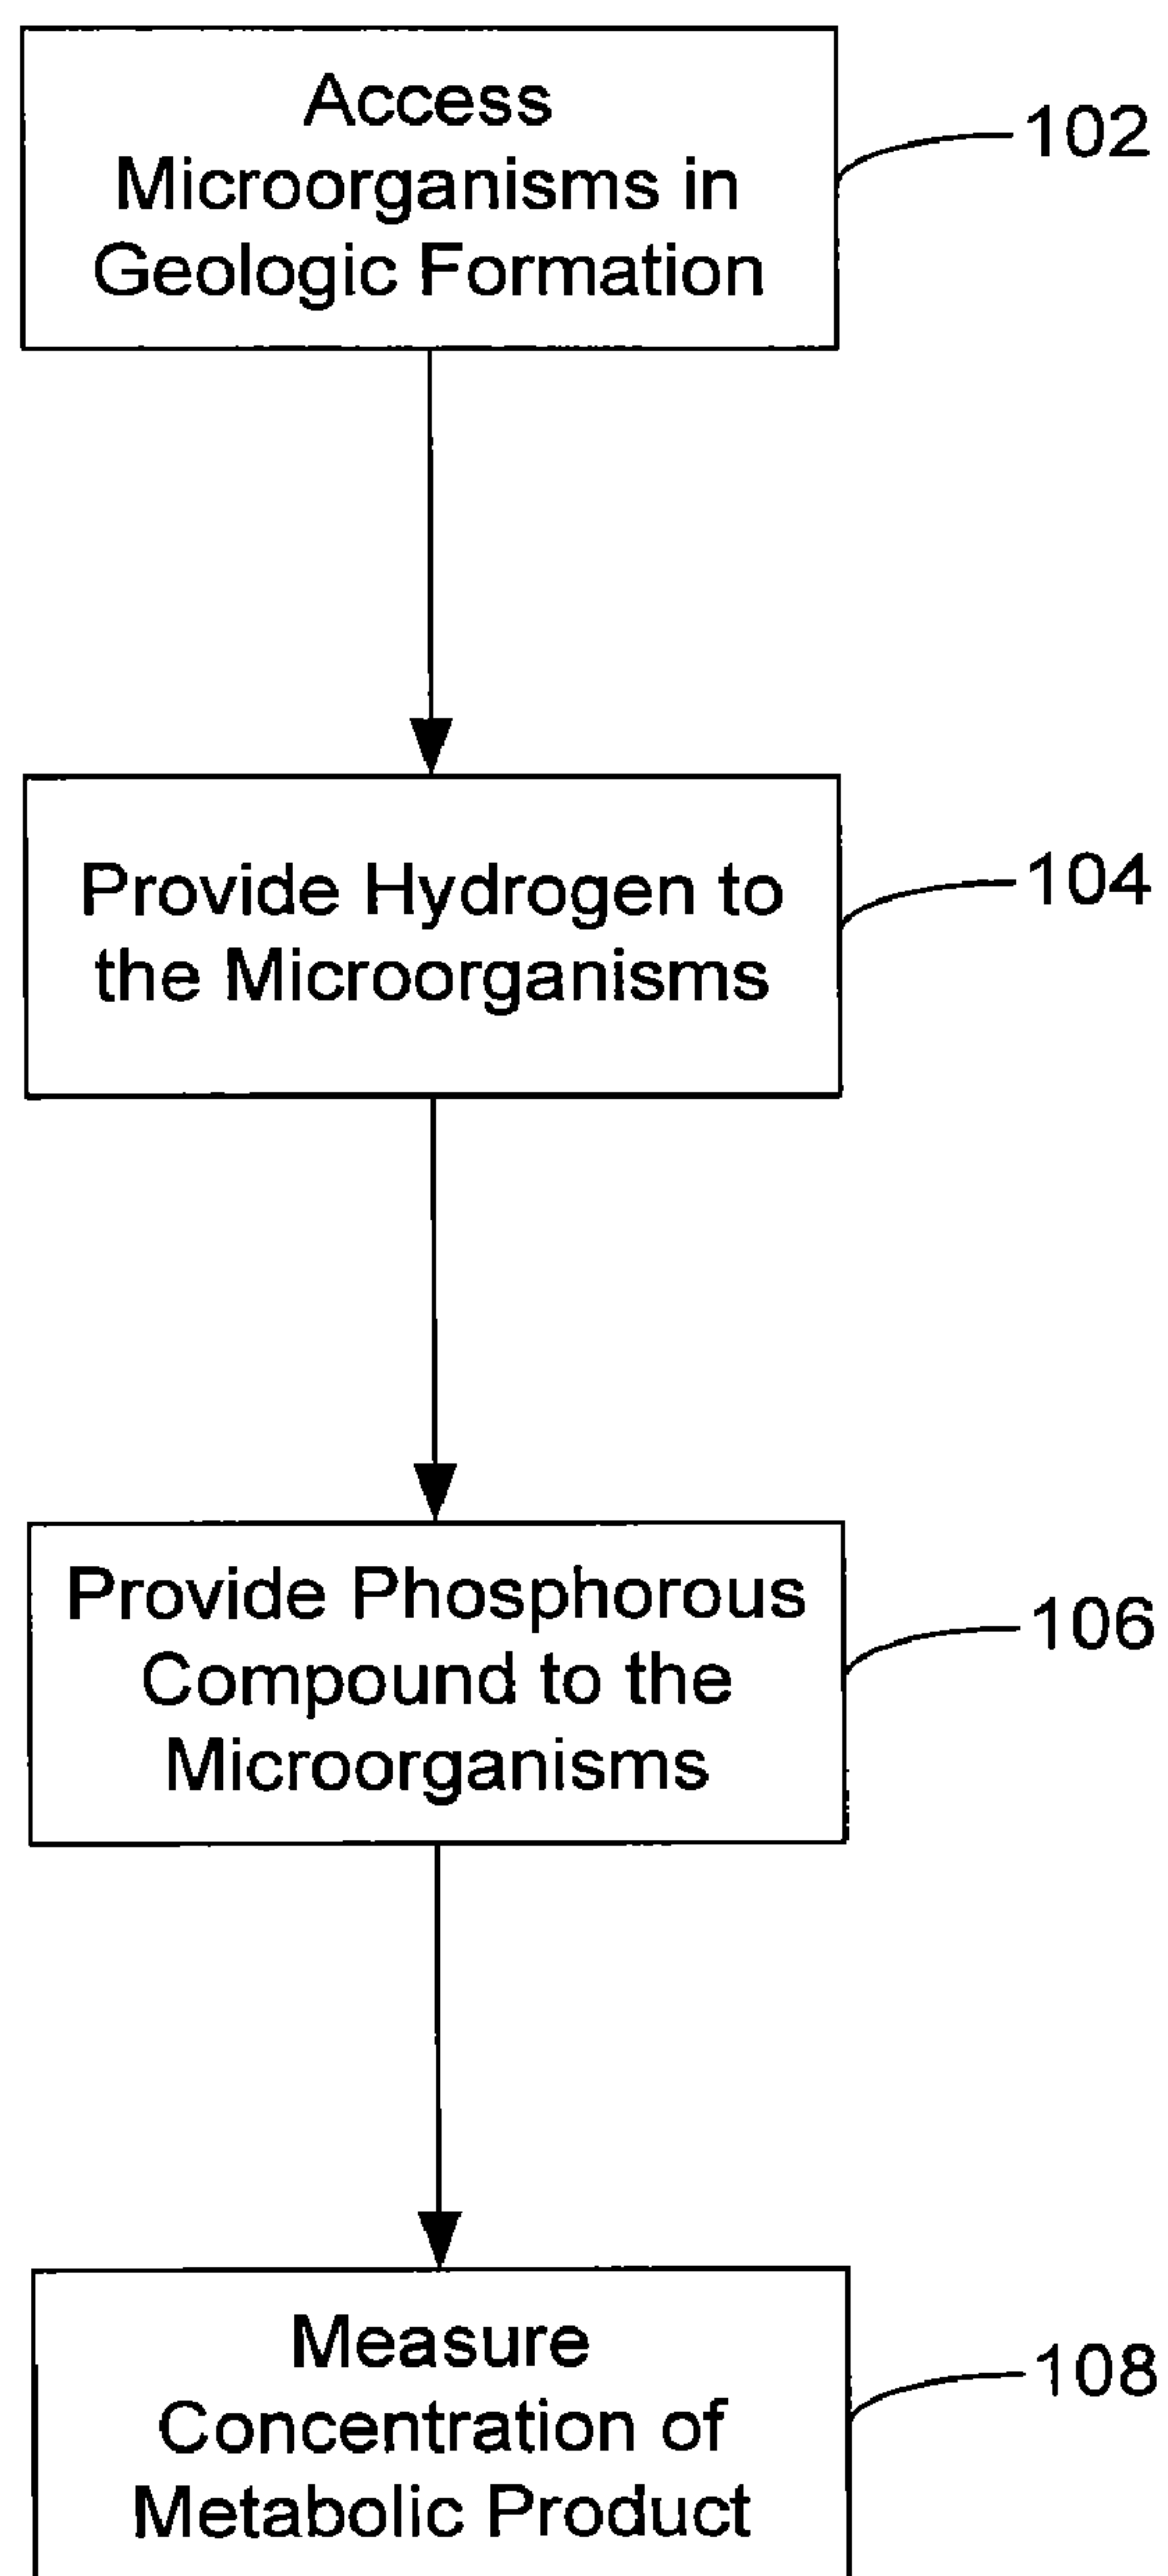 Access
Microorganisms in
Geologic Formation
102
Provide Hydrogen to
the Microorganisms
104
Provide Phosphorous
Compound to the
Microorganisms
106
Measure
Concentration of
Metabolic Product
108